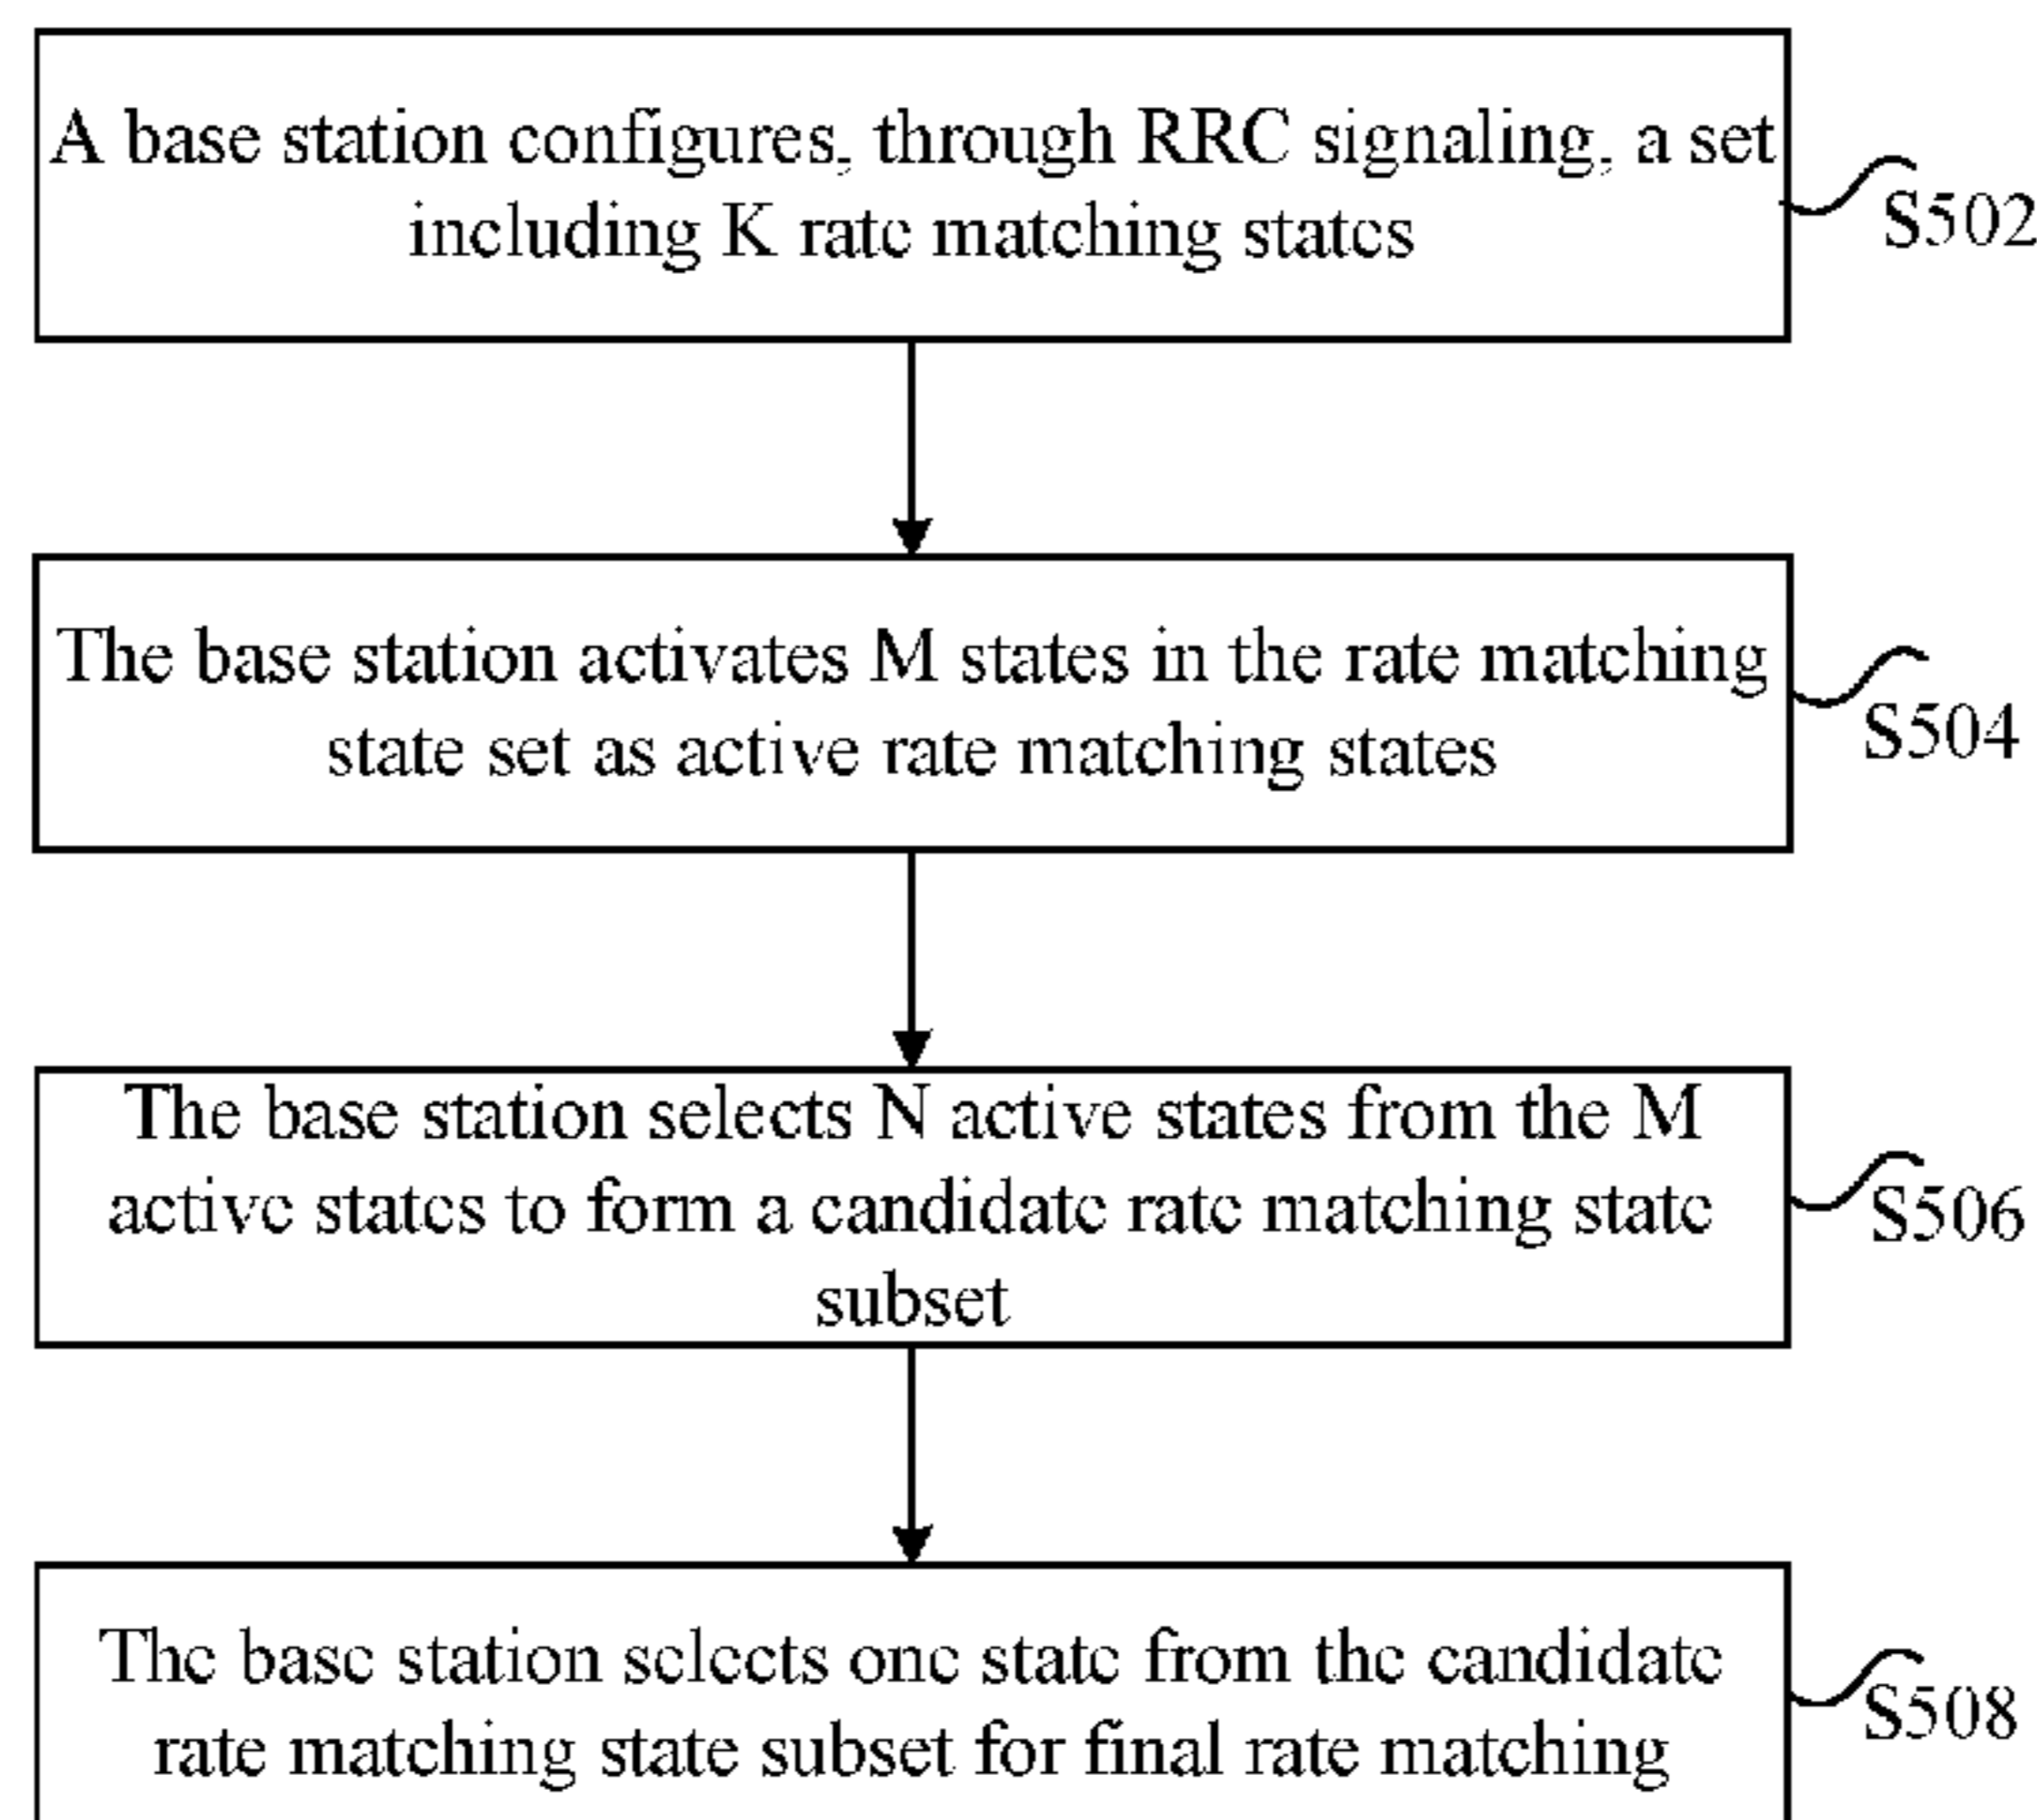 A base station configures, through RRC signaling, a set
including K rate matching states
S502
The base station activates M states in the rate matching
state set as active rate matching states
S504
The base station selects N active states from the M
active states to form a candidate rate matching state
subset
S506
The base station selects one state from the candidate
rate matching state subset for final rate matching
S508